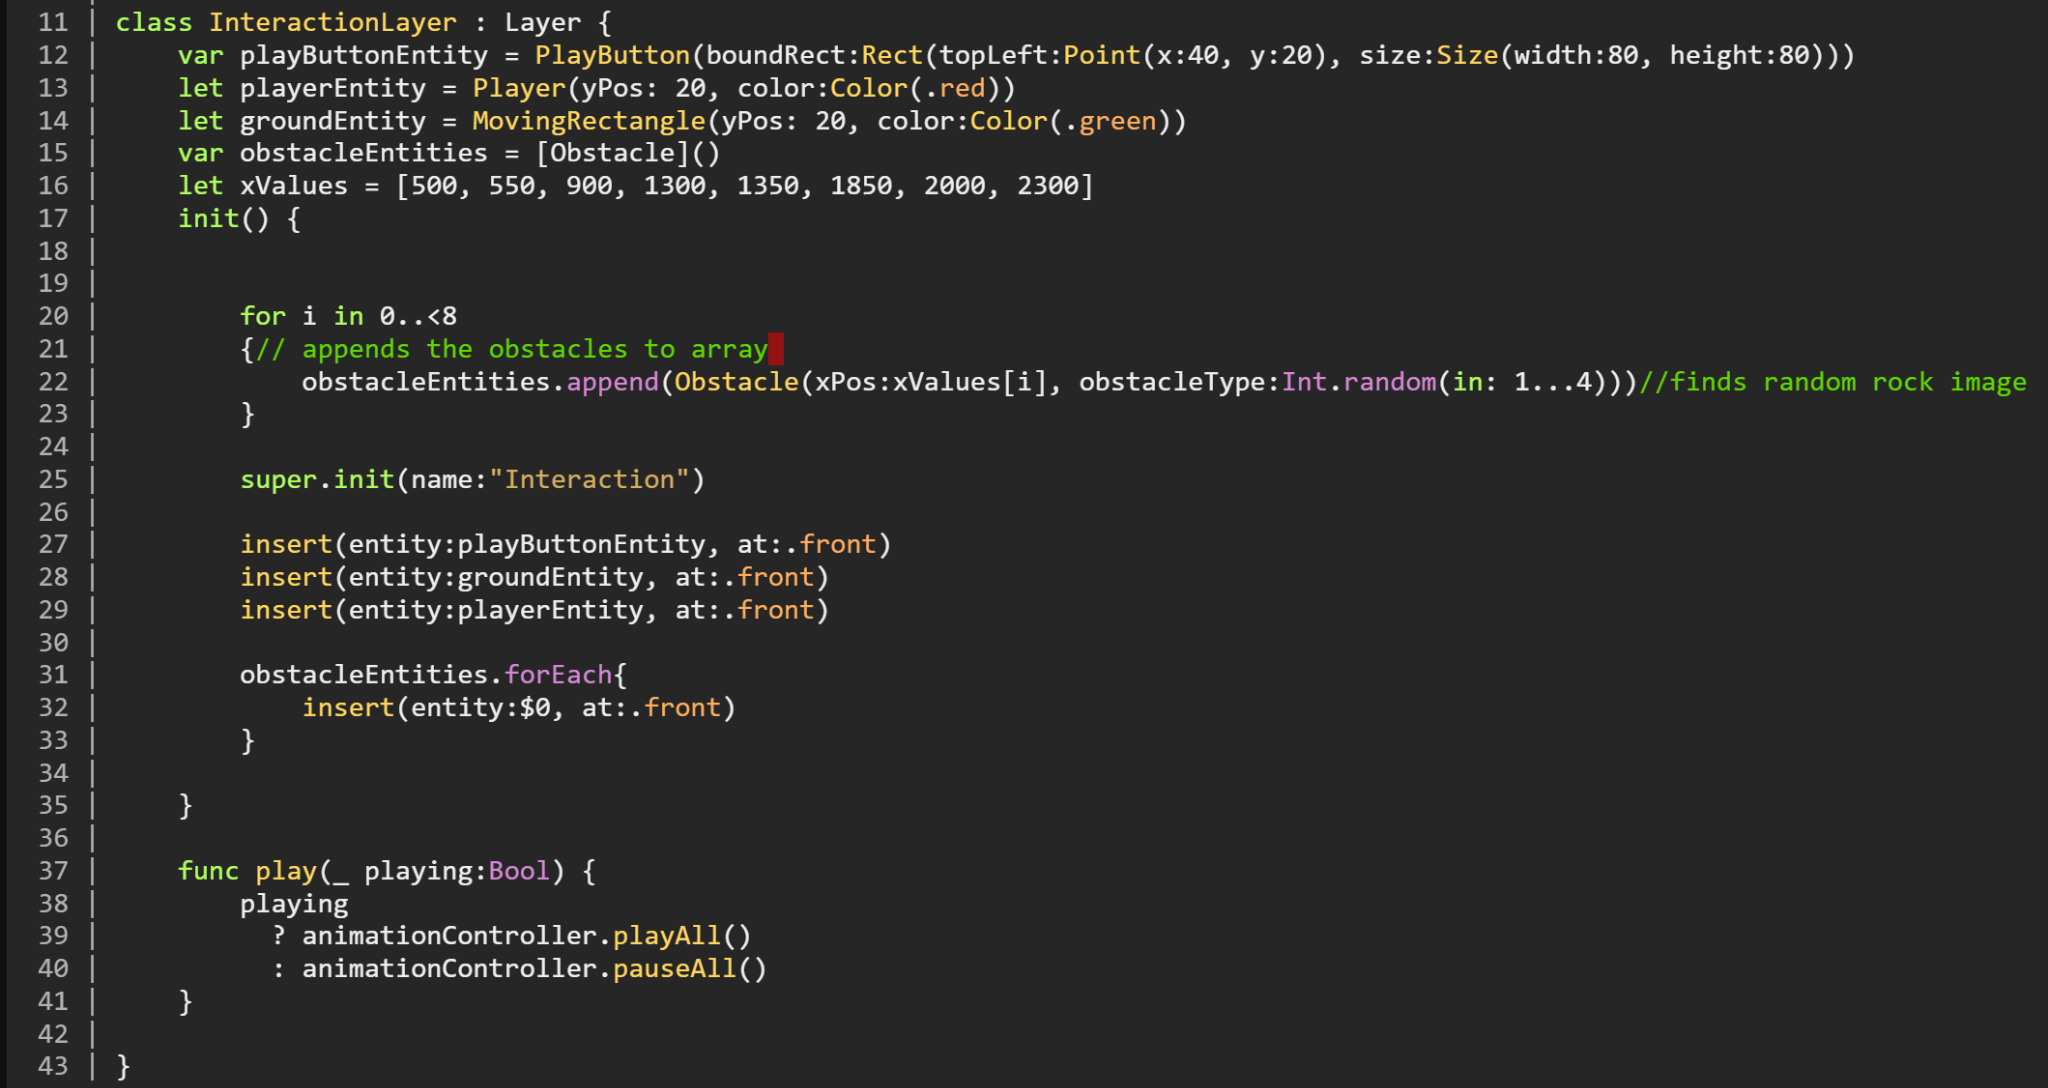 11 | class InteractionLayer : Layer {
12 |     var playButtonEntity = PlayButton(boundRect:Rect(topLeft:Point(x:40, y:20), size:Size(width:80, height:80)))
13 |     let playerEntity = Player(yPos: 20, color:Color(.red))
14 |     let groundEntity = MovingRectangle(yPos: 20, color:Color(.green))
15 |     var obstacleEntities = [Obstacle]()
16 |     let xValues = [500, 550, 900, 1300, 1350, 1850, 2000, 2300]
17 |     init() {
18 |
19 |
20 |         for i in 0..<8
21 |         {// appends the obstacles to array
22 |             obstacleEntities.append(Obstacle(xPos:xValues[i], obstacleType:Int.random(in: 1...4)))//finds random rock image
23 |         }
24 |
25 |         super.init(name:"Interaction")
26 |
27 |         insert(entity:playButtonEntity, at:.front)
28 |         insert(entity:groundEntity, at:.front)
29 |         insert(entity:playerEntity, at:.front)
30 |
31 |         obstacleEntities.forEach{
32 |             insert(entity:$0, at:.front)
33 |         }
34 |
35 |     }
36 |
37 |     func play(_ playing:Bool) {
38 |         playing
39 |           ? animationController.playAll()
40 |           : animationController.pauseAll()
41 |     }
42 |
43 | }